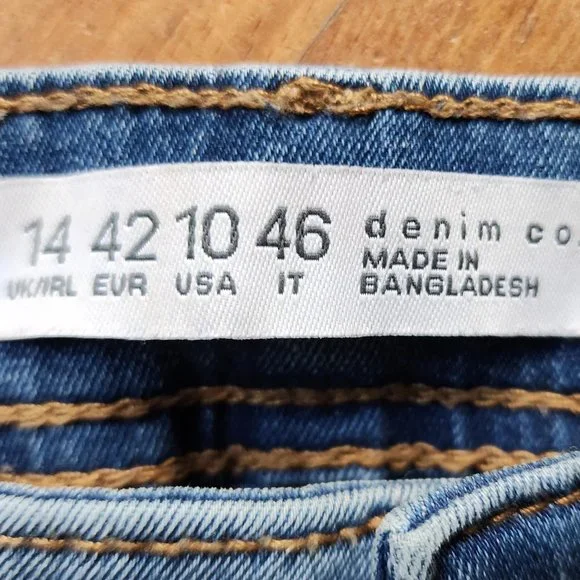 14 42 10 46 denim co.
UK/IRL EUR USA IT
MADE IN
BANGLADESH